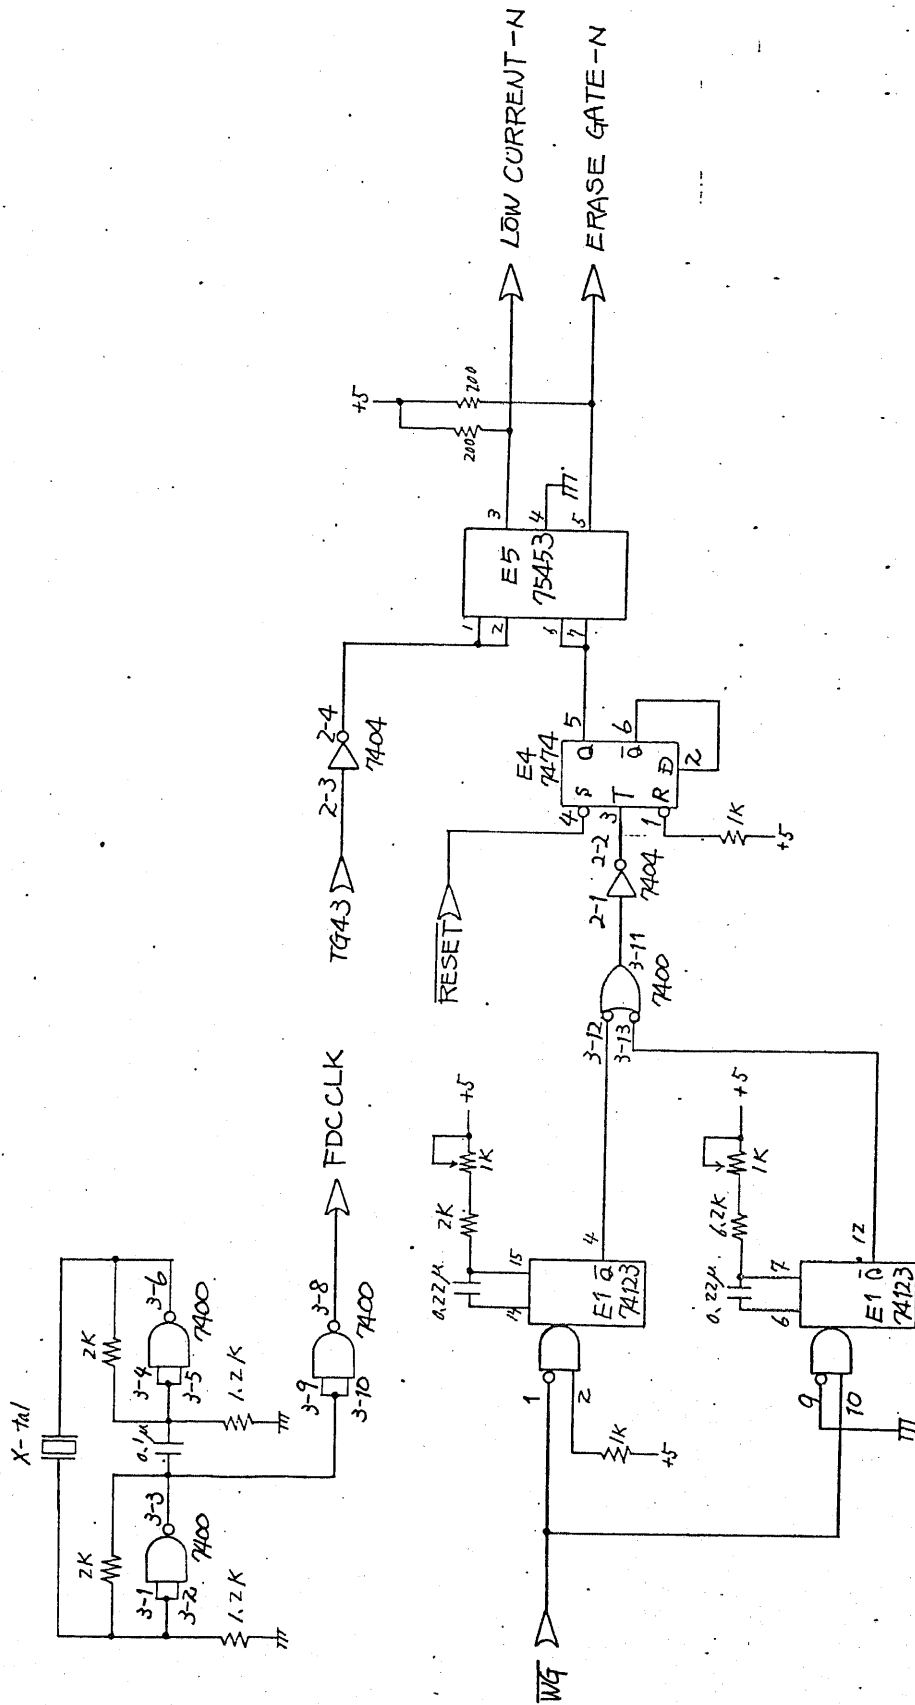 X-tal
2K
2K
3-1
3-2
3-3
7400
0.1μ
3-4
3-5
3-6
7400
1.2K
1.2K
3-9
3-10
3-8
7400
FDCCLK
TG43
2-3
2-4
7404
+5
200
200
1
2
6
7
E5
75453
3
4
5
LOW CURRENT-N
ERASE GATE-N
RESET
E4
7474
4
S
3
T
1
R
Q
5
Q
6
D
2
1K
+5
WG
1
2
1K
+5
0.22μ
2K
1K
+5
14
15
E1
Q
4
74123
3-12
3-13
3-11
7400
2-1
2-2
7404
9
10
0.22μ
6.2K
1K
+5
6
7
E1
Q
12
74123